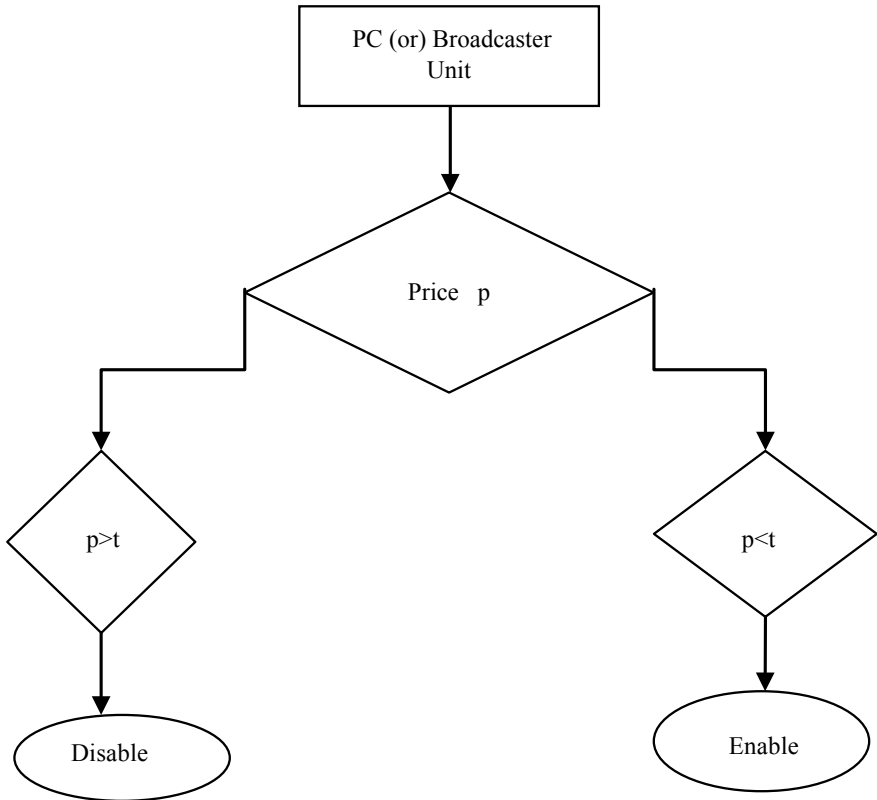 PC (or) Broadcaster
Unit
Price p
p>t
p<t
Disable
Enable